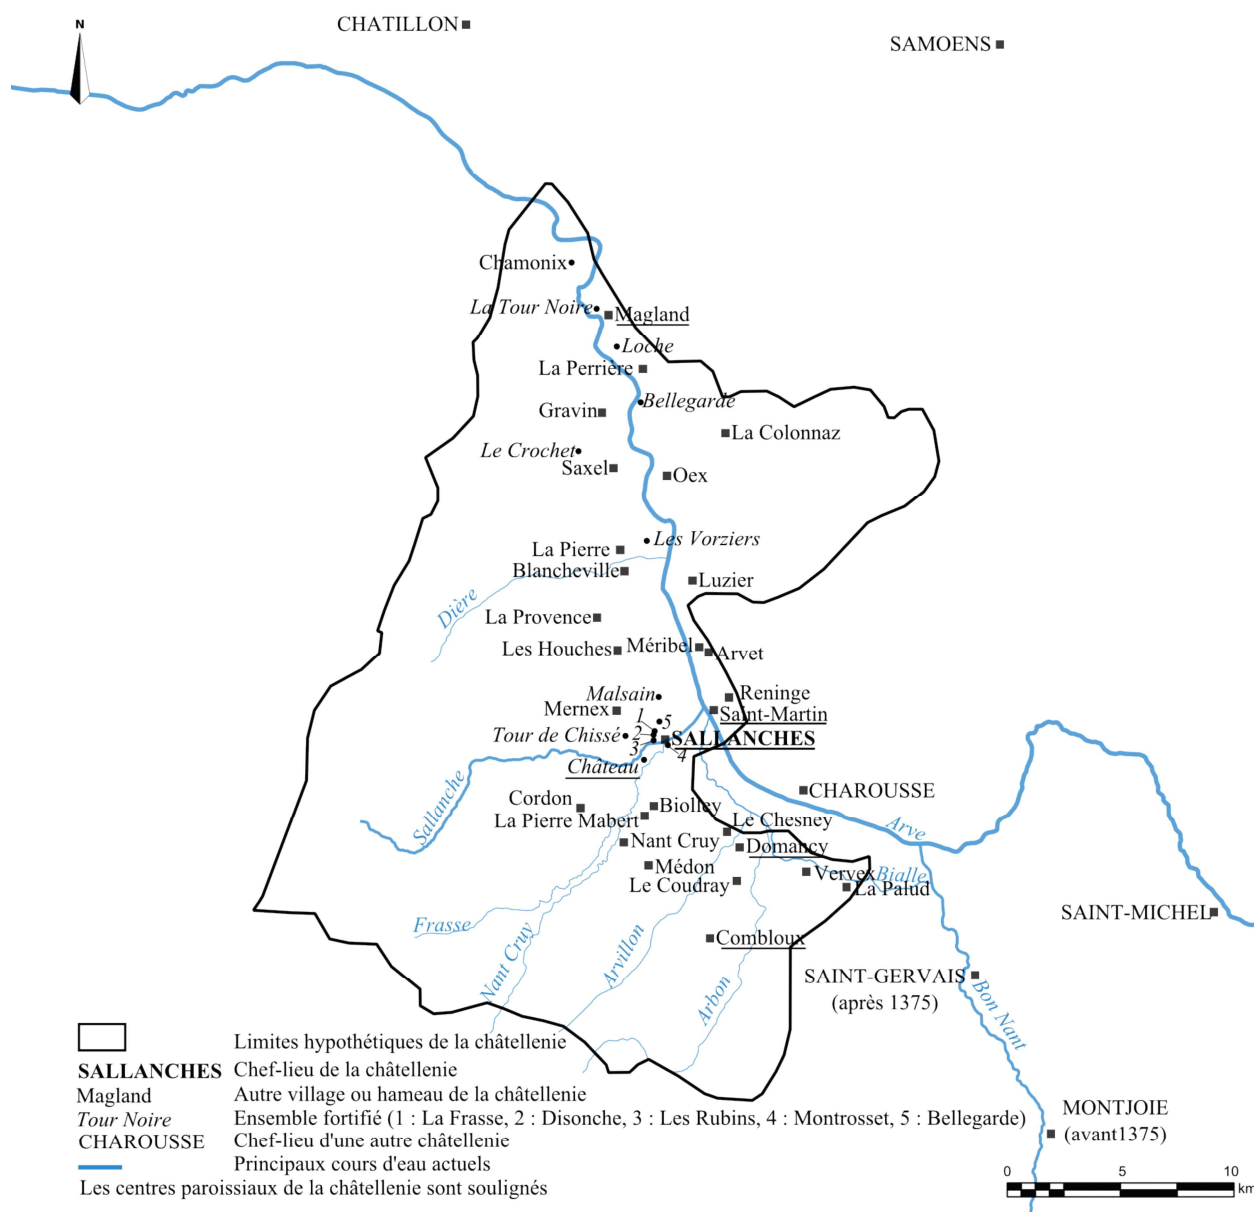 N
CHATILLON
SAMOENS
Chamonix
La Tour Noire
Magland
Loche
La Perrière
Bellegarde
Gravin
La Colonnaz
Le Crochet
Saxel
Oex
Les Vorziers
La Pierre
Blancheville
Luzier
Dière
La Provence
Les Houches
Méribel
Arvet
Malsain
Reninge
Mernex
1
5
Saint-Martin
Tour de Chissé
2
SALLANCHES
3
4
Château
Sallanche
CHAROUSSE
Cordon
Biolley
La Pierre Mabert
Le Chesney
Arve
Nant Cruy
Domancy
Médon
Vervex
Bialle
Le Coudray
La Palud
SAINT-MICHEL
Frasse
Nant Cruy
Arvillon
Combloux
Arbon
SAINT-GERVAIS
(après 1375)
Bon Nant
MONTJOIE
(avant1375)
Limites hypothétiques de la châtellenie
SALLANCHES Chef-lieu de la châtellenie
Magland Autre village ou hameau de la châtellenie
Tour Noire Ensemble fortifié (1 : La Frasse, 2 : Disonche, 3 : Les Rubins, 4 : Montrosset, 5 : Bellegarde)
CHAROUSSE Chef-lieu d'une autre châtellenie
Principaux cours d'eau actuels
Les centres paroissiaux de la châtellenie sont soulignés
0 5 10
km